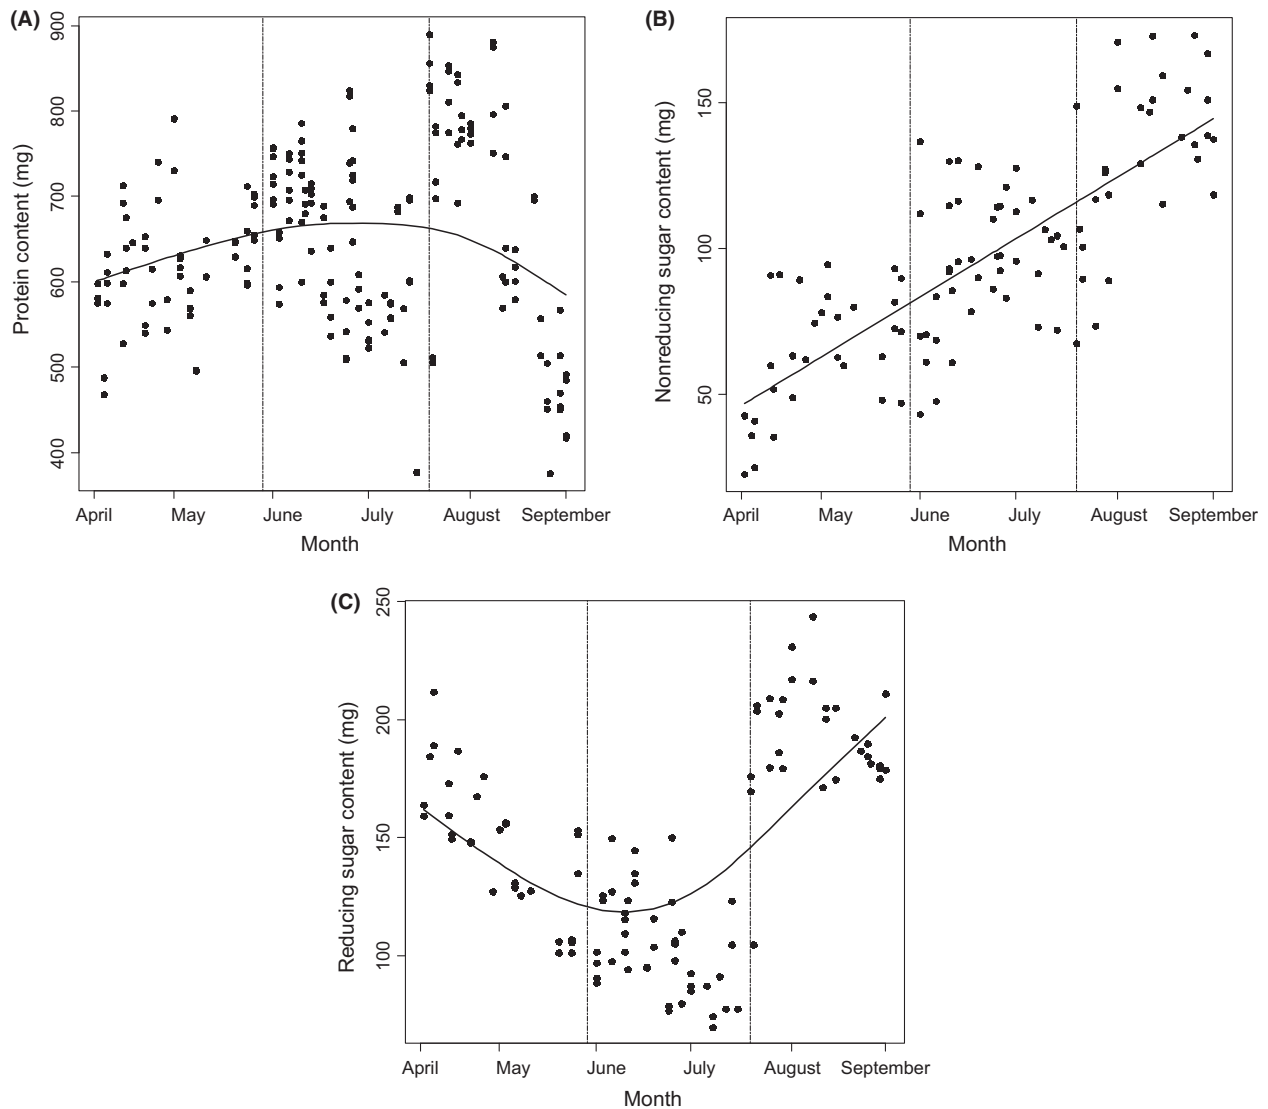 (A)
900
800
700
600
500
400
Protein content (mg)
April May June July August September
Month
(B)
150
100
50
Nonreducing sugar content (mg)
April May June July August September
Month
(C)
250
200
150
100
Reducing sugar content (mg)
April May June July August September
Month